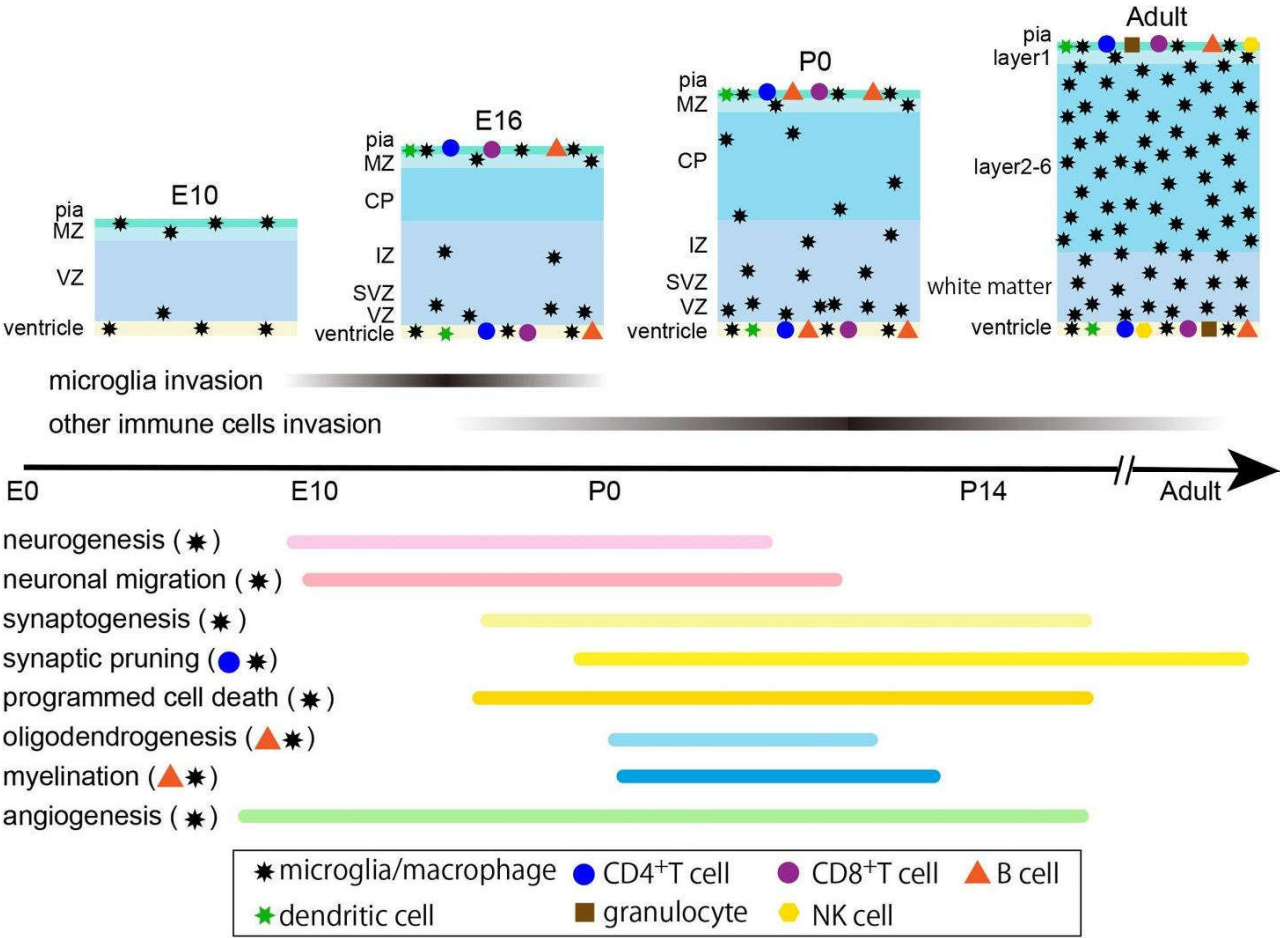 E10
pia
MZ
VZ
ventricle
E16
pia
MZ
CP
IZ
SVZ
VZ
ventricle
P0
pia
MZ
CP
IZ
SVZ
VZ
ventricle
Adult
pia
layer1
layer2-6
white matter
ventricle
microglia invasion
other immune cells invasion
E0 E10 P0 P14 Adult
neurogenesis ( )
neuronal migration ( )
synaptogenesis ( )
synaptic pruning ( )
programmed cell death ( )
oligodendrogenesis ( )
myelination ( )
angiogenesis ( )
microglia/macrophage CD4⁺T cell CD8⁺T cell B cell
dendritic cell granulocyte NK cell